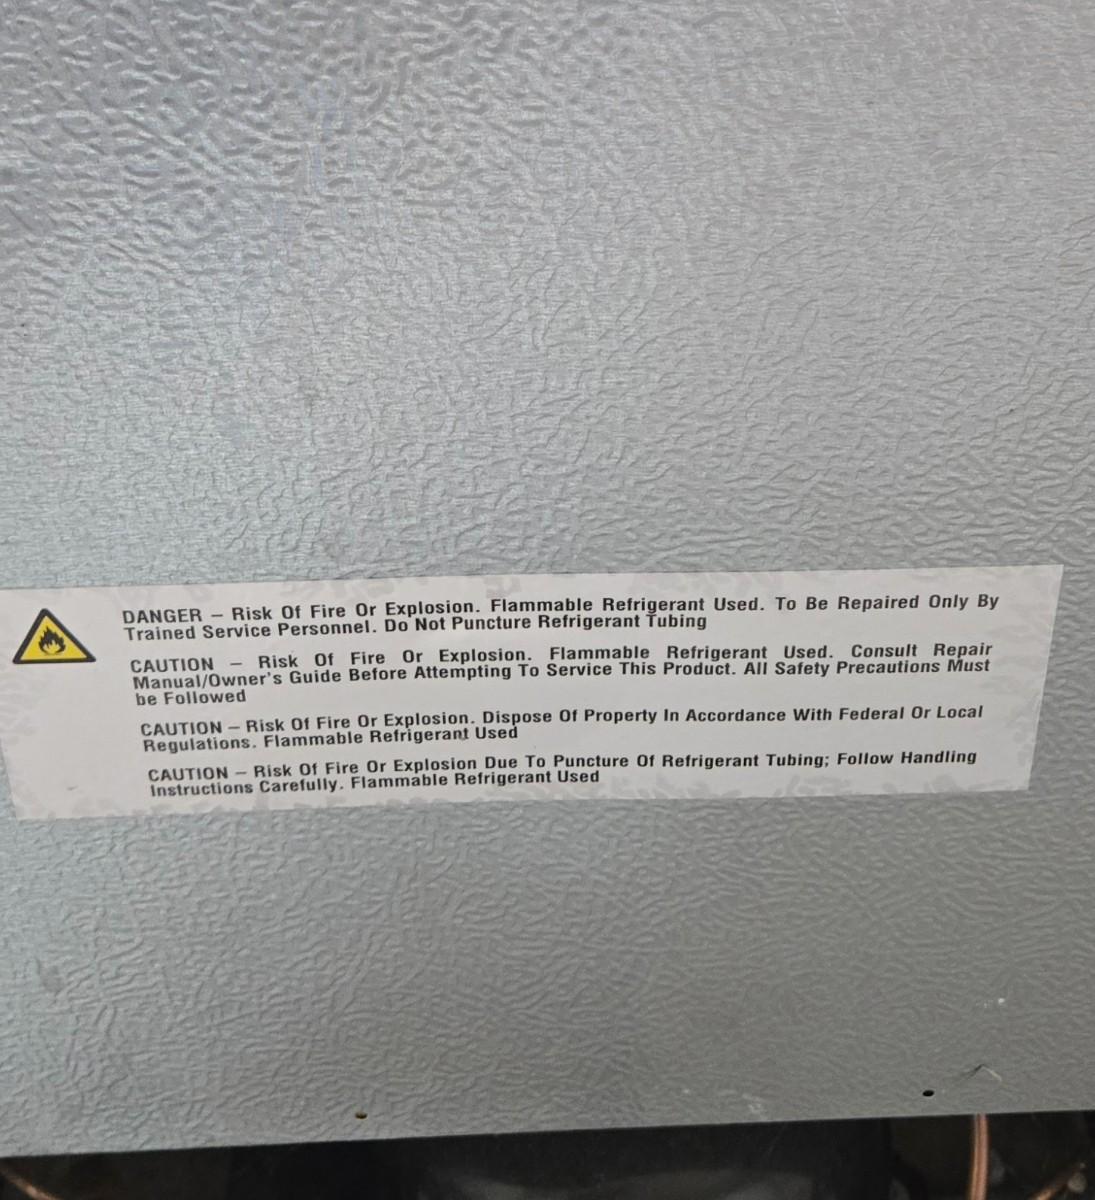 DANGER – Risk Of Fire Or Explosion. Flammable Refrigerant Used. To Be Repaired Only By
Trained Service Personnel. Do Not Puncture Refrigerant Tubing
CAUTION – Risk Of Fire Or Explosion. Flammable Refrigerant Used. Consult Repair
Manual/Owner's Guide Before Attempting To Service This Product. All Safety Precautions Must
be Followed
CAUTION – Risk Of Fire Or Explosion. Dispose Of Property In Accordance With Federal Or Local
Regulations. Flammable Refrigerant Used
CAUTION – Risk Of Fire Or Explosion Due To Puncture Of Refrigerant Tubing; Follow Handling
Instructions Carefully. Flammable Refrigerant Used